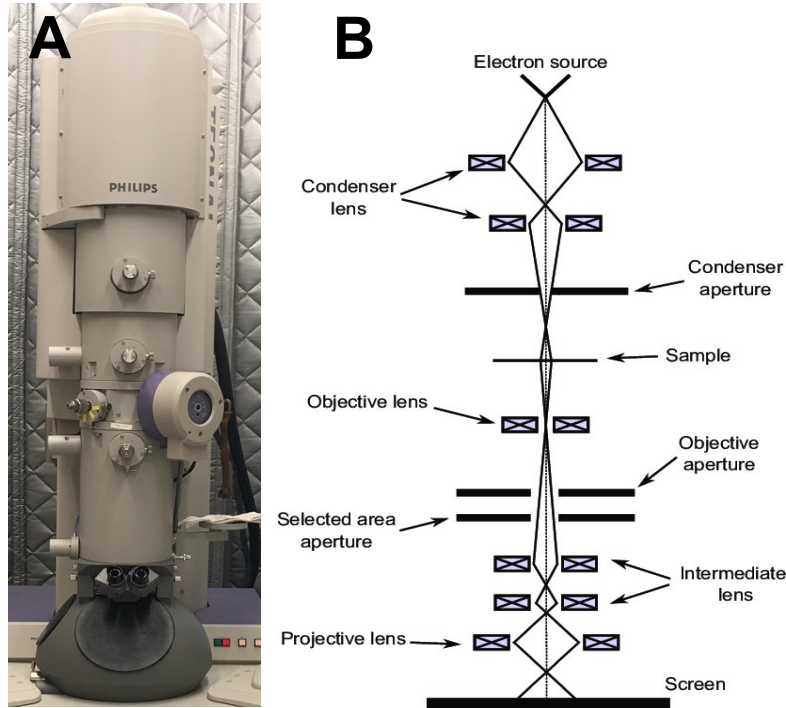 A
B
PHILIPS
Electron source
Condenser
lens
Condenser
aperture
Sample
Objective lens
Objective
aperture
Selected area
aperture
Intermediate
lens
Projective lens
Screen